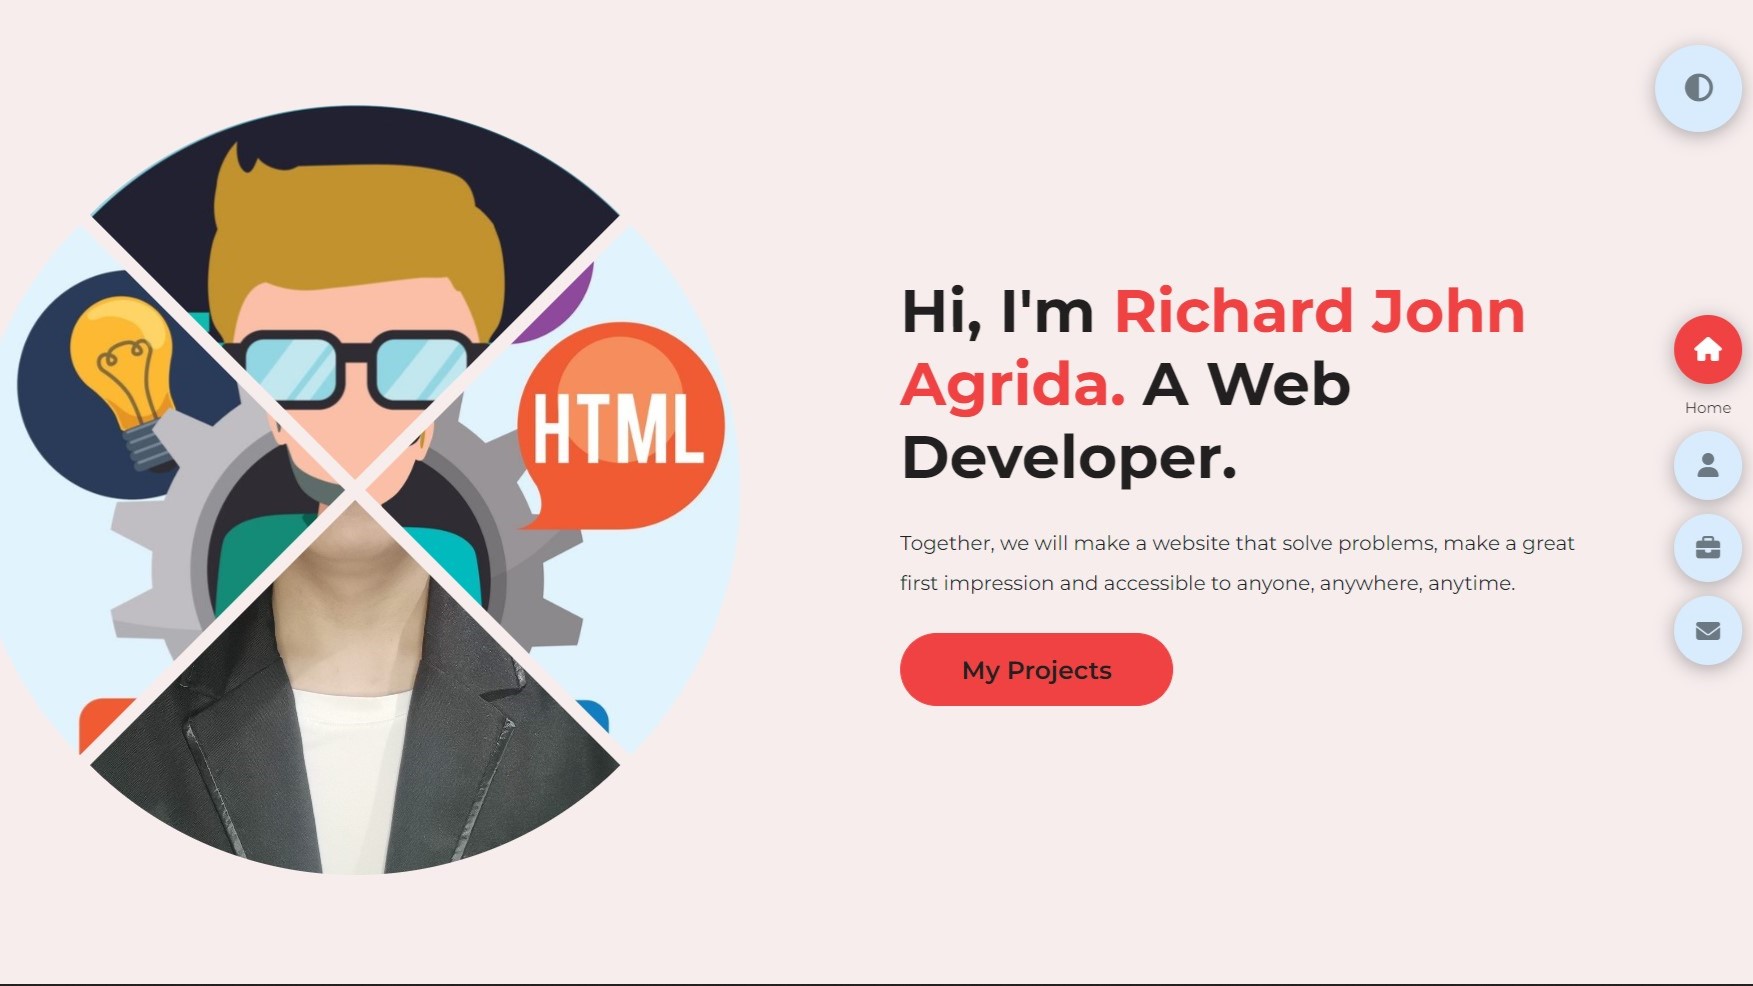 HTML
Hi, I'm Richard John
Agrida. A Web
Developer.
Together, we will make a website that solve problems, make a great
first impression and accessible to anyone, anywhere, anytime.
My Projects
Home